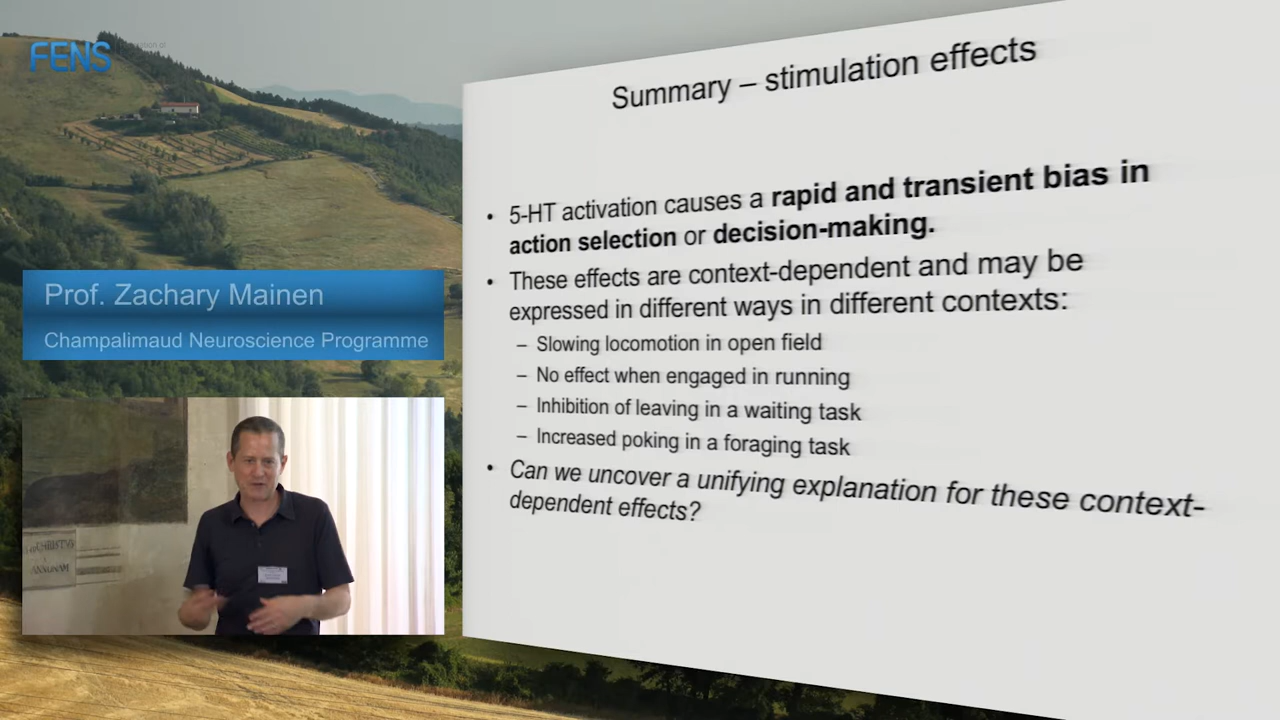 FENS
Summary – stimulation effects
• 5-HT activation causes a rapid and transient bias in
action selection or decision-making.
• These effects are context-dependent and may be
expressed in different ways in different contexts:
– Slowing locomotion in open field
– No effect when engaged in running
– Inhibition of leaving in a waiting task
– Increased poking in a foraging task
• Can we uncover a unifying explanation for these context-
dependent effects?
Prof. Zachary Mainen
Champalimaud Neuroscience Programme